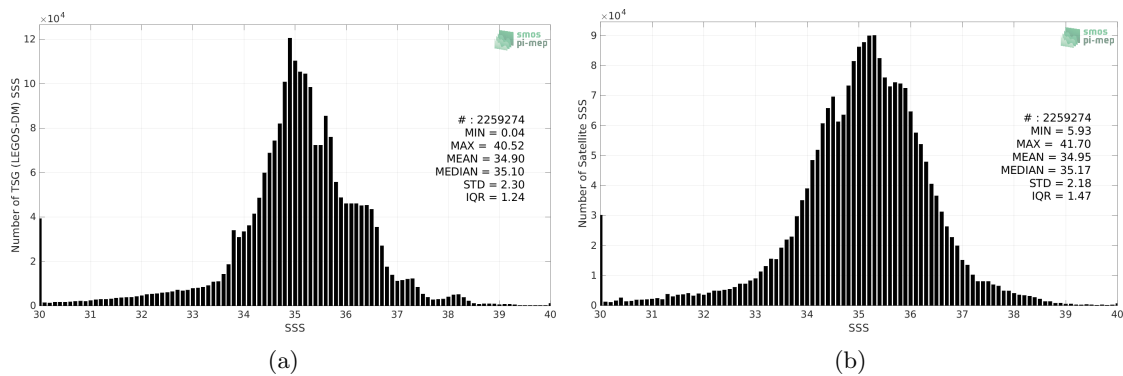 ×10⁴
smos
pi-mep
Number of TSG (LEGOS-DM) SSS
12
10
8
6
4
2
0
# : 2259274
MIN = 0.04
MAX = 40.52
MEAN = 34.90
MEDIAN = 35.10
STD = 2.30
IQR = 1.24
30 31 32 33 34 35 36 37 38 39 40
SSS
(a)
×10⁴
smos
pi-mep
Number of Satellite SSS
9
8
7
6
5
4
3
2
1
0
# : 2259274
MIN = 5.93
MAX = 41.70
MEAN = 34.95
MEDIAN = 35.17
STD = 2.18
IQR = 1.47
30 31 32 33 34 35 36 37 38 39 40
SSS
(b)